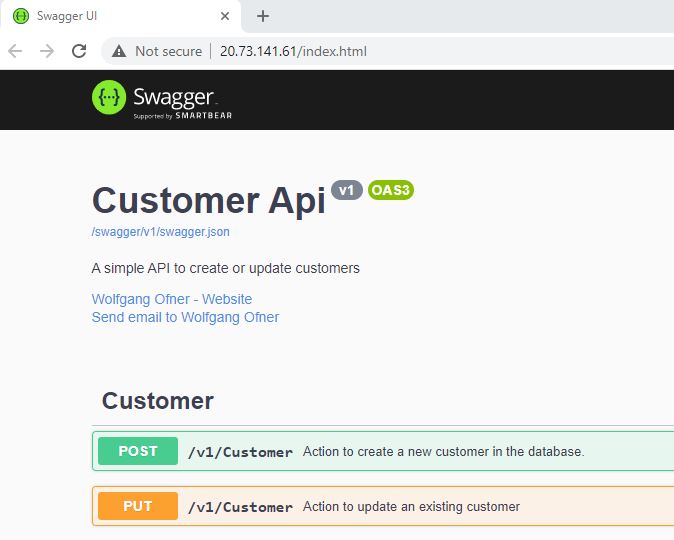 Swagger UI
Not secure | 20.73.141.61/index.html
{···} Swagger
Supported by SMARTBEAR
Customer Api v1 OAS3
/swagger/v1/swagger.json
A simple API to create or update customers
Wolfgang Ofner - Website
Send email to Wolfgang Ofner
Customer
POST /v1/Customer Action to create a new customer in the database.
PUT /v1/Customer Action to update an existing customer